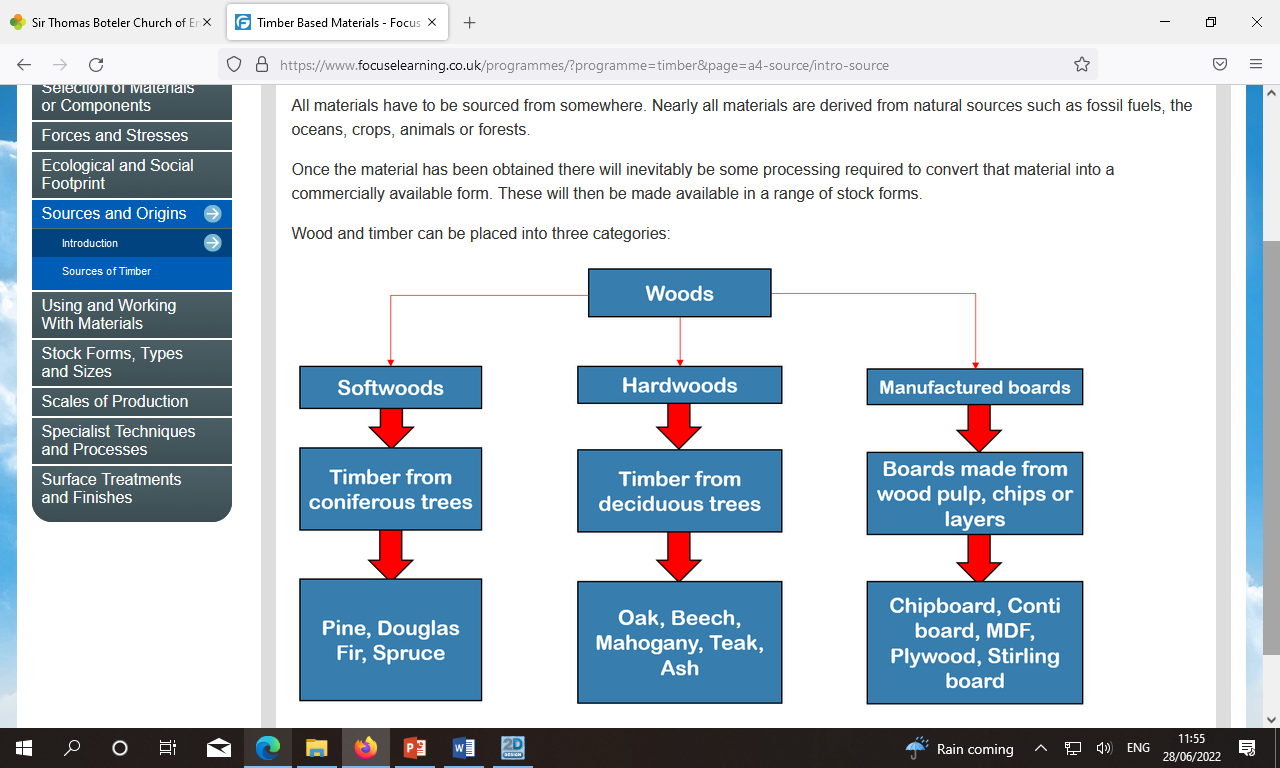 Sir Thomas Boteler Church of En
Timber Based Materials - Focus
https://www.focuselearning.co.uk/programmes/?programme=timber&page=a4-source/intro-source
Selection of Materials
or Components
Forces and Stresses
Ecological and Social
Footprint
Sources and Origins
Introduction
Sources of Timber
Using and Working
With Materials
Stock Forms, Types
and Sizes
Scales of Production
Specialist Techniques
and Processes
Surface Treatments
and Finishes
All materials have to be sourced from somewhere. Nearly all materials are derived from natural sources such as fossil fuels, the
oceans, crops, animals or forests.
Once the material has been obtained there will inevitably be some processing required to convert that material into a
commercially available form. These will then be made available in a range of stock forms.
Wood and timber can be placed into three categories:
Woods
Softwoods
Hardwoods
Manufactured boards
Timber from
coniferous trees
Timber from
deciduous trees
Boards made from
wood pulp, chips or
layers
Pine, Douglas
Fir, Spruce
Oak, Beech,
Mahogany, Teak,
Ash
Chipboard, Conti
board, MDF,
Plywood, Stirling
board
2D
DESIGN
Rain coming
ENG
11:55
28/06/2022